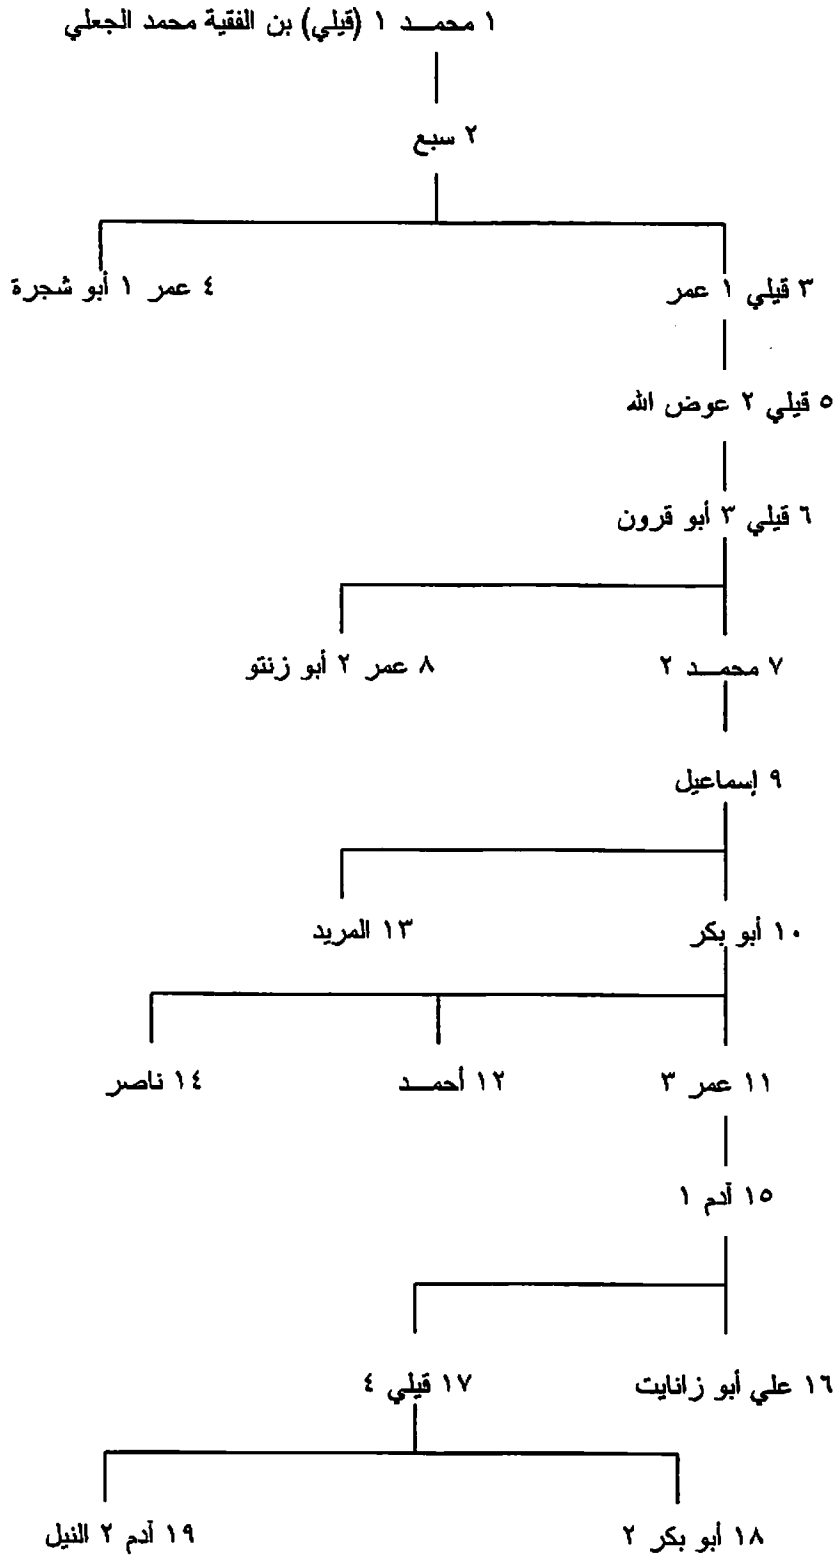 ١ محمـــد ١ (قيلي) بن الفقية محمد الجعلي
٢ سبع
٣ قيلي ١ عمر
٤ عمر ١ أبو شجرة
٥ قيلي ٢ عوض الله
٦ قيلي ٣ أبو قرون
٧ محمـــد ٢
٨ عمر ٢ أبو زنتو
٩ إسماعيل
١٠ أبو بكر
١٣ المريد
١١ عمر ٣
١٢ أحمـــد
١٤ ناصر
١٥ آدم ١
١٦ علي أبو زانايت
١٧ قيلي ٤
١٨ أبو بكر ٢
١٩ آدم ٢ النيل